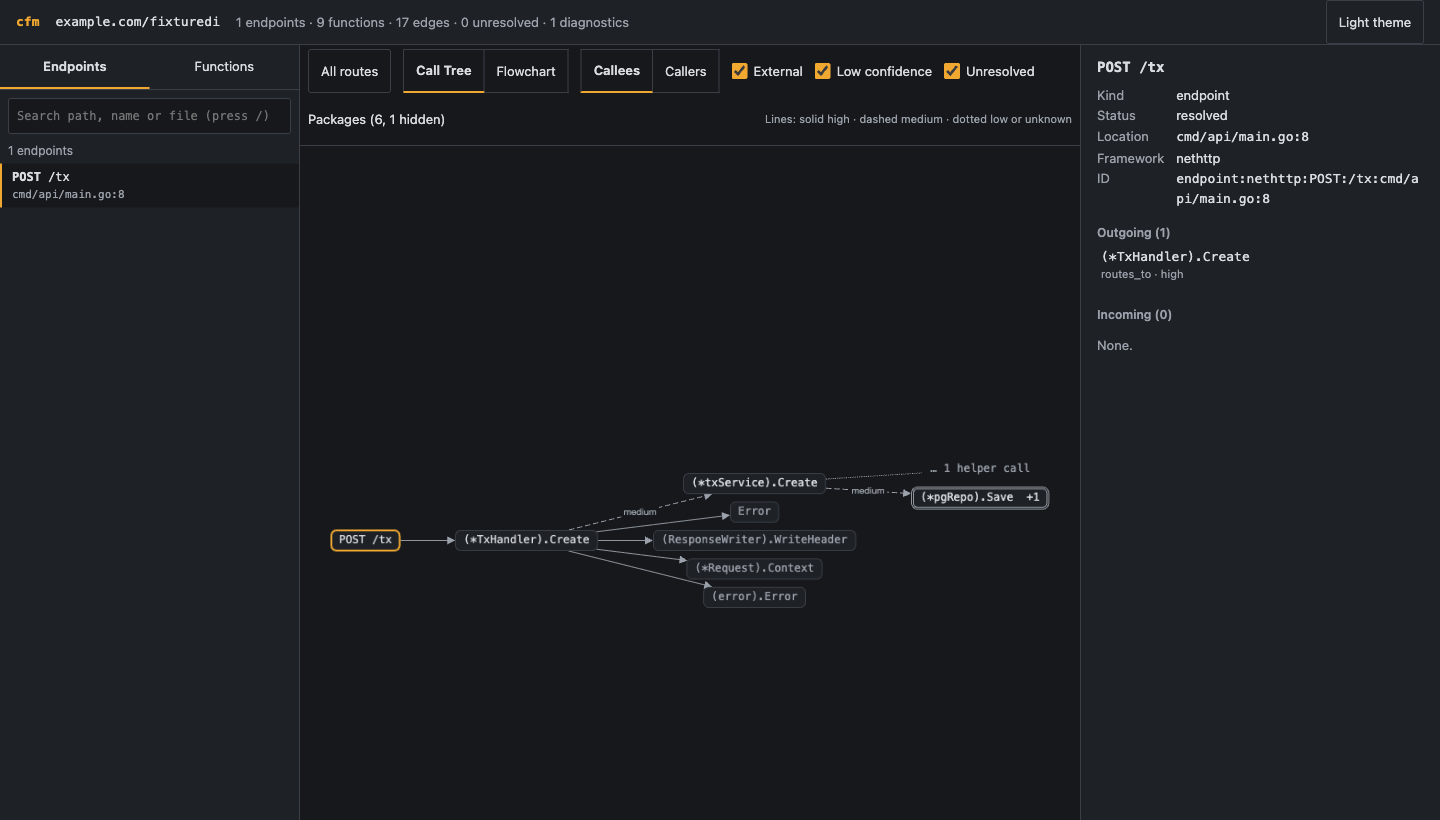 cfm example.com/fixturedi 1 endpoints · 9 functions · 17 edges · 0 unresolved · 1 diagnostics Light theme
Endpoints Functions
Search path, name or file (press /)
1 endpoints
POST /tx
cmd/api/main.go:8
All routes Call Tree Flowchart Callees Callers External Low confidence Unresolved
Packages (6, 1 hidden) Lines: solid high · dashed medium · dotted low or unknown
… 1 helper call
(*txService).Create
medium
(*pgRepo).Save +1
medium
Error
POST /tx
(*TxHandler).Create
(ResponseWriter).WriteHeader
(*Request).Context
(error).Error
POST /tx
Kind endpoint
Status resolved
Location cmd/api/main.go:8
Framework nethttp
ID endpoint:nethttp:POST:/tx:cmd/a
pi/main.go:8
Outgoing (1)
(*TxHandler).Create
routes_to · high
Incoming (0)
None.